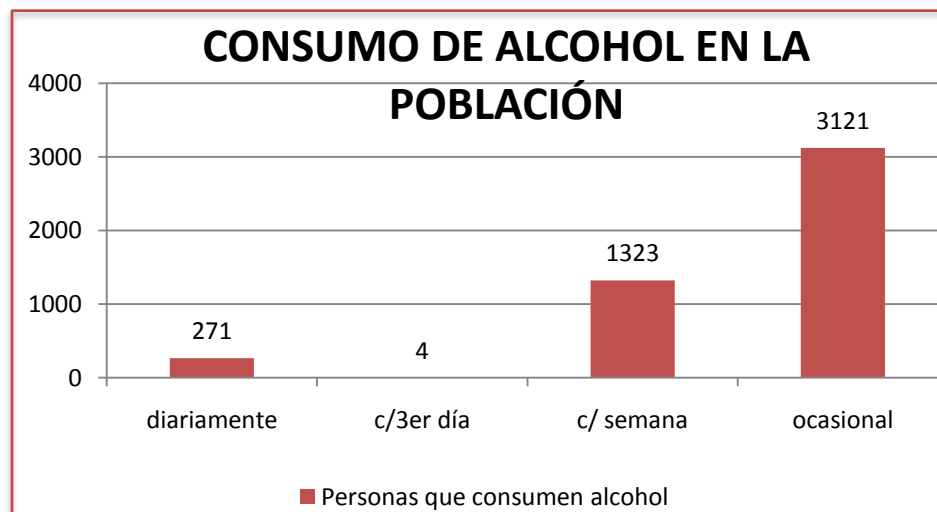 CONSUMO DE ALCOHOL EN LA
POBLACIÓN
4000
3000
2000
1000
0
271
4
1323
3121
diariamente
c/3er día
c/ semana
ocasional
Personas que consumen alcohol